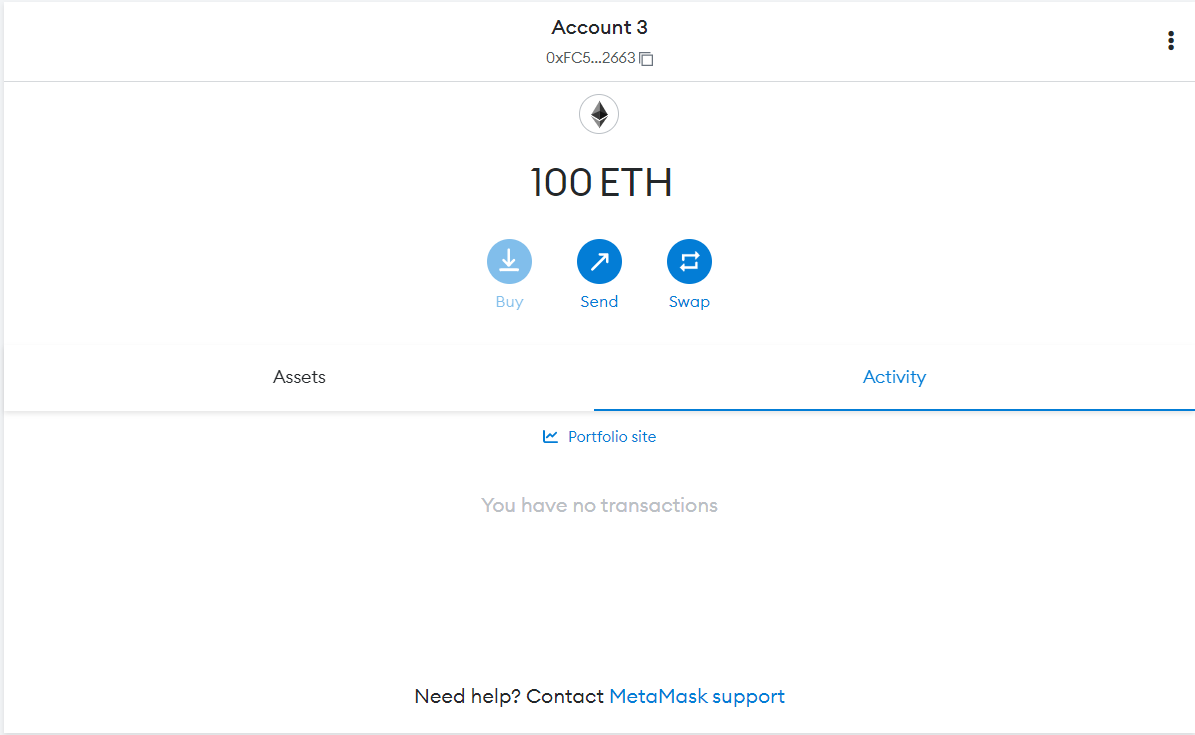 Account 3
0xFC5...2663
100 ETH
Buy Send Swap
Assets Activity
Portfolio site
You have no transactions
Need help? Contact MetaMask support